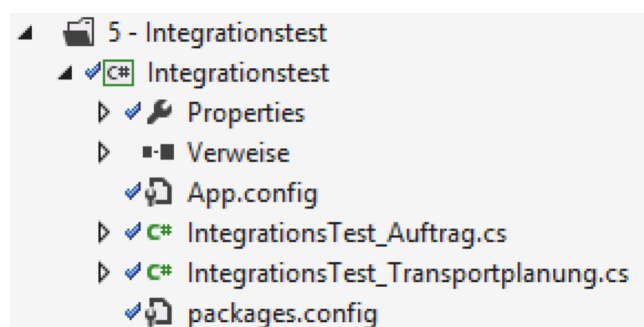 5 - Integrationstest
C# Integrationstest
Properties
Verweise
App.config
C# IntegrationsTest_Auftrag.cs
C# IntegrationsTest_Transportplanung.cs
packages.config